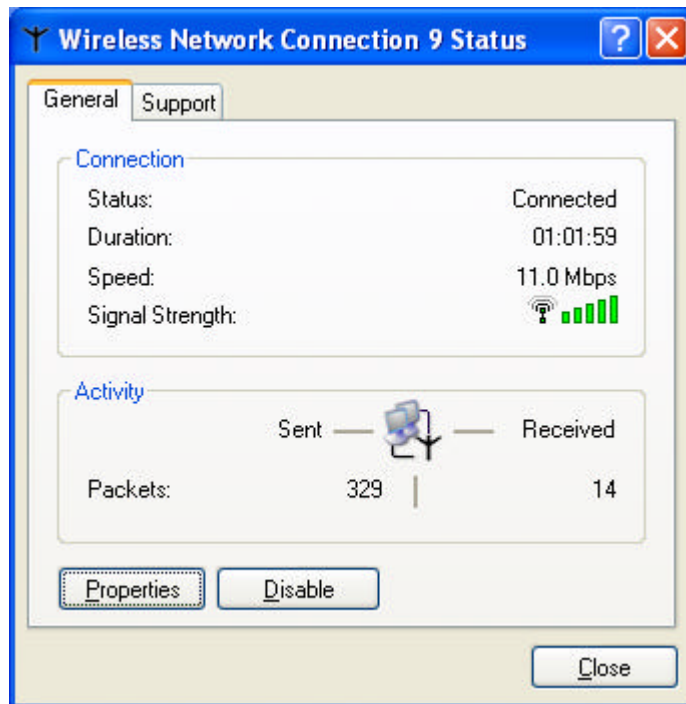 Wireless Network Connection 9 Status ?
General Support
Connection
Status: Connected
Duration: 01:01:59
Speed: 11.0 Mbps
Signal Strength:
Activity
Sent Received
Packets: 329 14
Properties Disable
Close